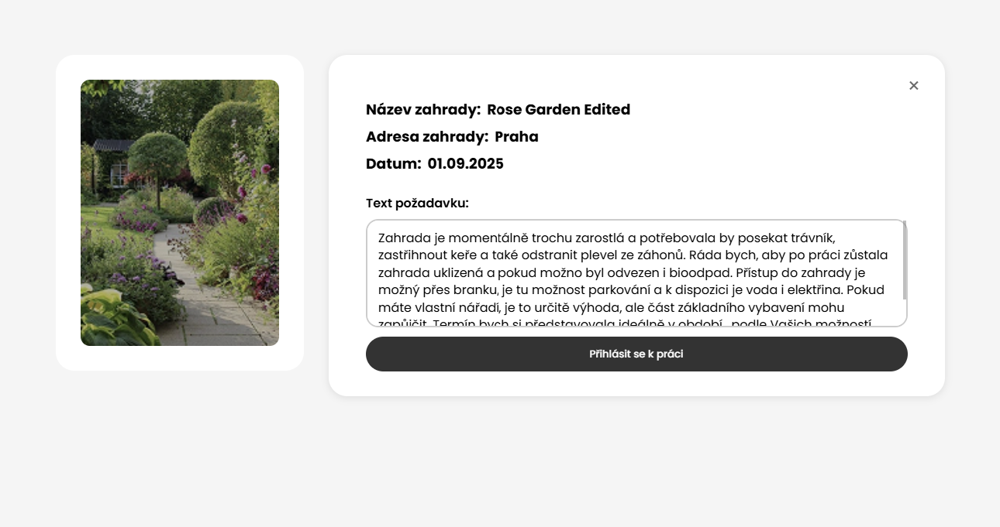 Název zahrady: Rose Garden Edited
Adresa zahrady: Praha
Datum: 01.09.2025
Text požadavku:
Zahrada je momentálně trochu zarostlá a potřebovala by posekat trávník,
zastřihnout keře a také odstranit plevel ze záhonů. Ráda bych, aby po práci zůstala
zahrada uklizená a pokud možno byl odvezen i bioodpad. Přístup do zahrady je
možný přes branku, je tu možnost parkování a k dispozici je voda i elektřina. Pokud
máte vlastní nářadí, je to určitě výhoda, ale část základního vybavení mohu
zapůjčit. Termín bych si představovala ideálně v období , podle Vašich možností.
Přihlásit se k práci